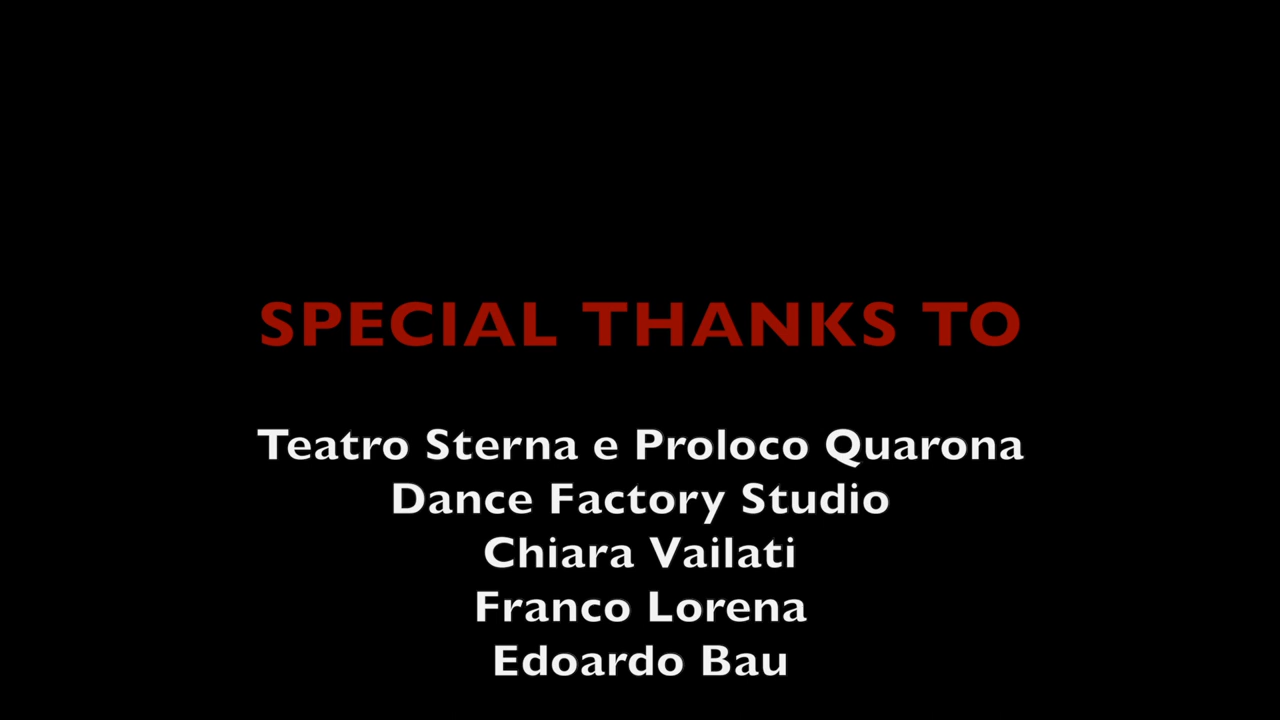 SPECIAL THANKS TO
Teatro Sterna e Proloco Quarona
Dance Factory Studio
Chiara Vailati
Franco Lorena
Edoardo Bau